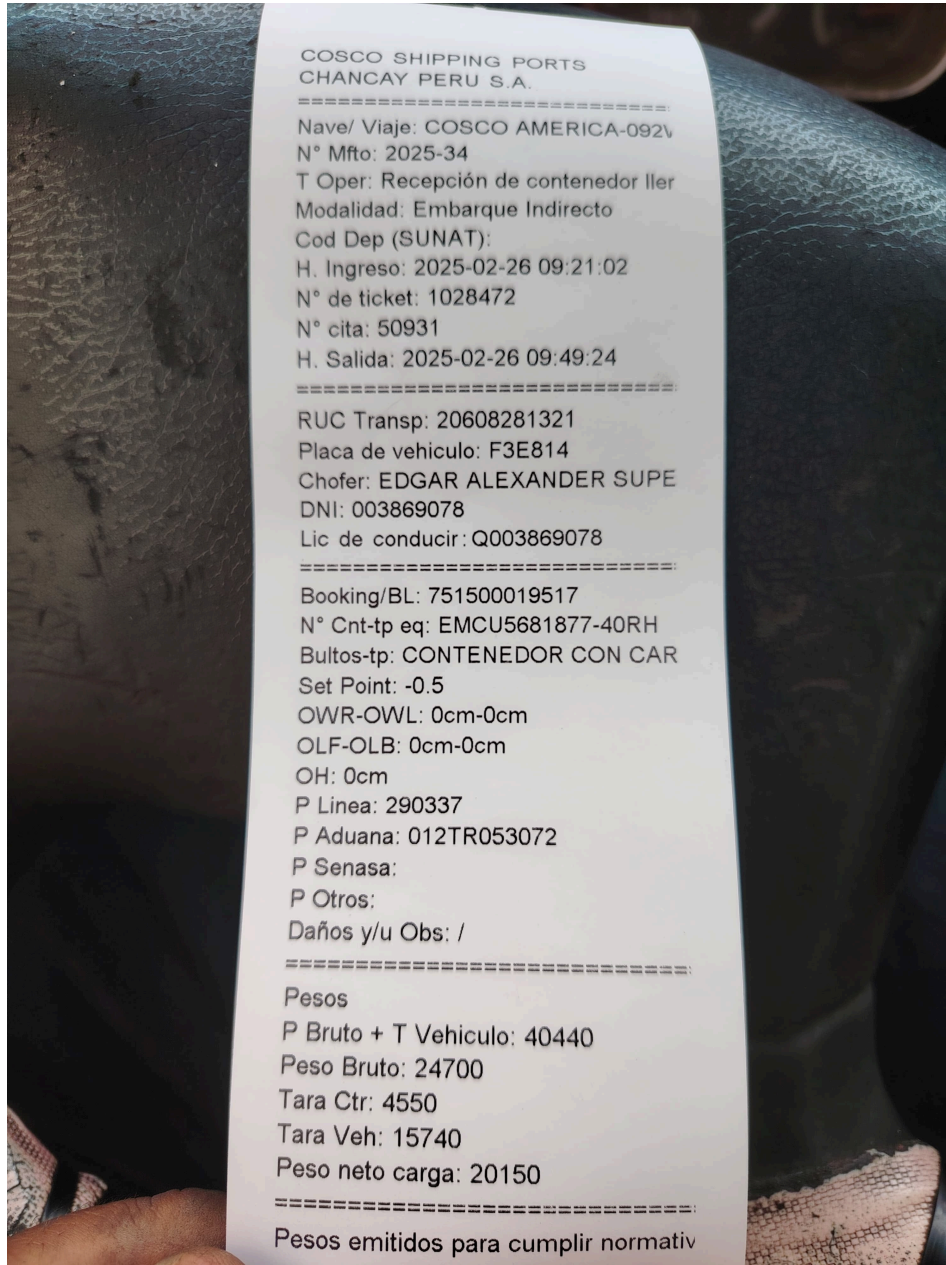 COSCO SHIPPING PORTS
CHANCAY PERU S.A.
====================================
Nave/ Viaje: COSCO AMERICA-092
N° Mfto: 2025-34
T Oper: Recepción de contenedor ller
Modalidad: Embarque Indirecto
Cod Dep (SUNAT):
H. Ingreso: 2025-02-26 09:21:02
N° de ticket: 1028472
N° cita: 50931
H. Salida: 2025-02-26 09:49:24
====================================
RUC Transp: 20608281321
Placa de vehiculo: F3E814
Chofer: EDGAR ALEXANDER SUPE
DNI: 003869078
Lic de conducir: Q003869078
====================================
Booking/BL: 751500019517
N° Cnt-tp eq: EMCU5681877-40RH
Bultos-tp: CONTENEDOR CON CAR
Set Point: -0.5
OWR-OWL: 0cm-0cm
OLF-OLB: 0cm-0cm
OH: 0cm
P Linea: 290337
P Aduana: 012TR053072
P Senasa:
P Otros:
Daños y/u Obs: /
====================================
Pesos
P Bruto + T Vehiculo: 40440
Peso Bruto: 24700
Tara Ctr: 4550
Tara Veh: 15740
Peso neto carga: 20150
====================================
Pesos emitidos para cumplir normativ